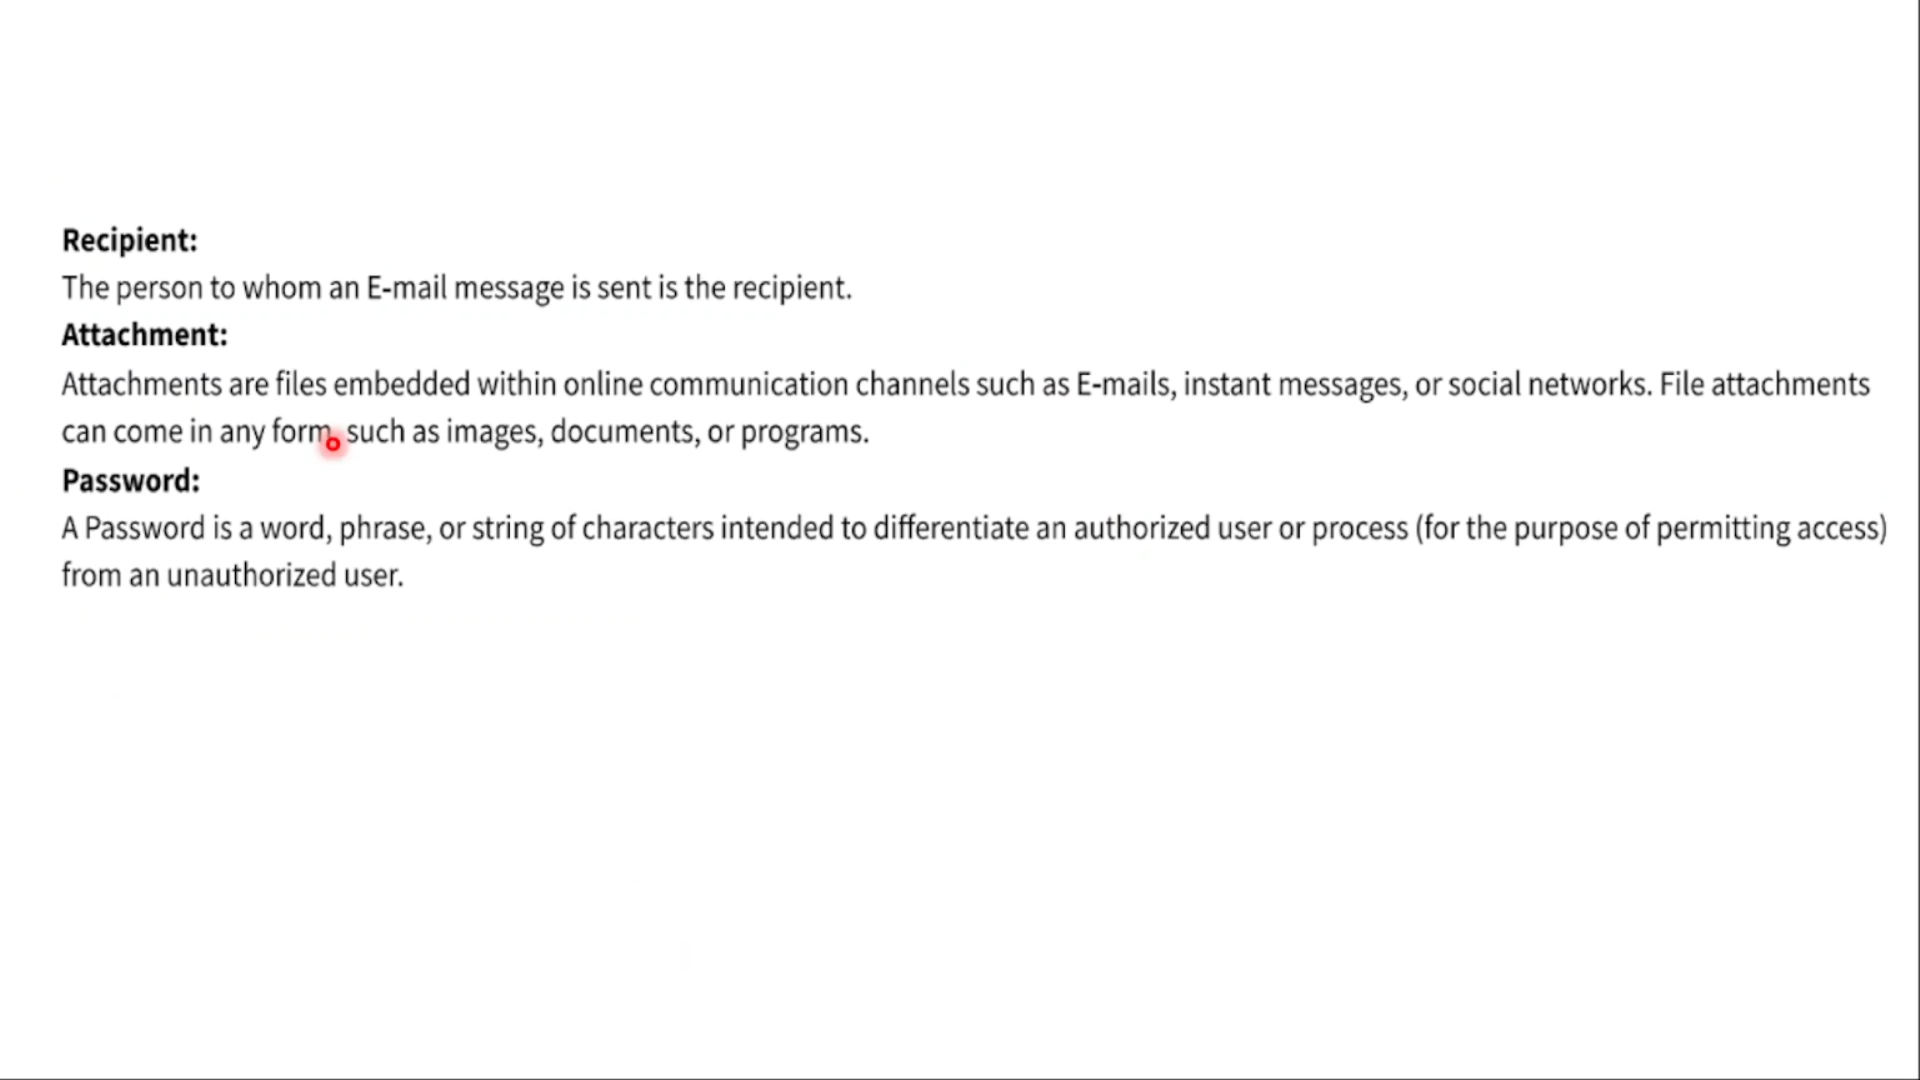 Recipient:
The person to whom an E-mail message is sent is the recipient.
Attachment:
Attachments are files embedded within online communication channels such as E-mails, instant messages, or social networks. File attachments
can come in any form, such as images, documents, or programs.
Password:
A Password is a word, phrase, or string of characters intended to differentiate an authorized user or process (for the purpose of permitting access)
from an unauthorized user.